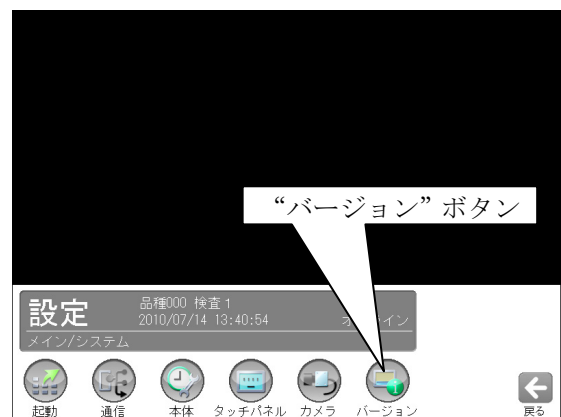 “バージョン” ボタン
設定
品種000 検査1
2010/07/14 13:40:54
イン
メイン/システム
起動
通信
本体
タッチパネル
カメラ
バージョン
戻る